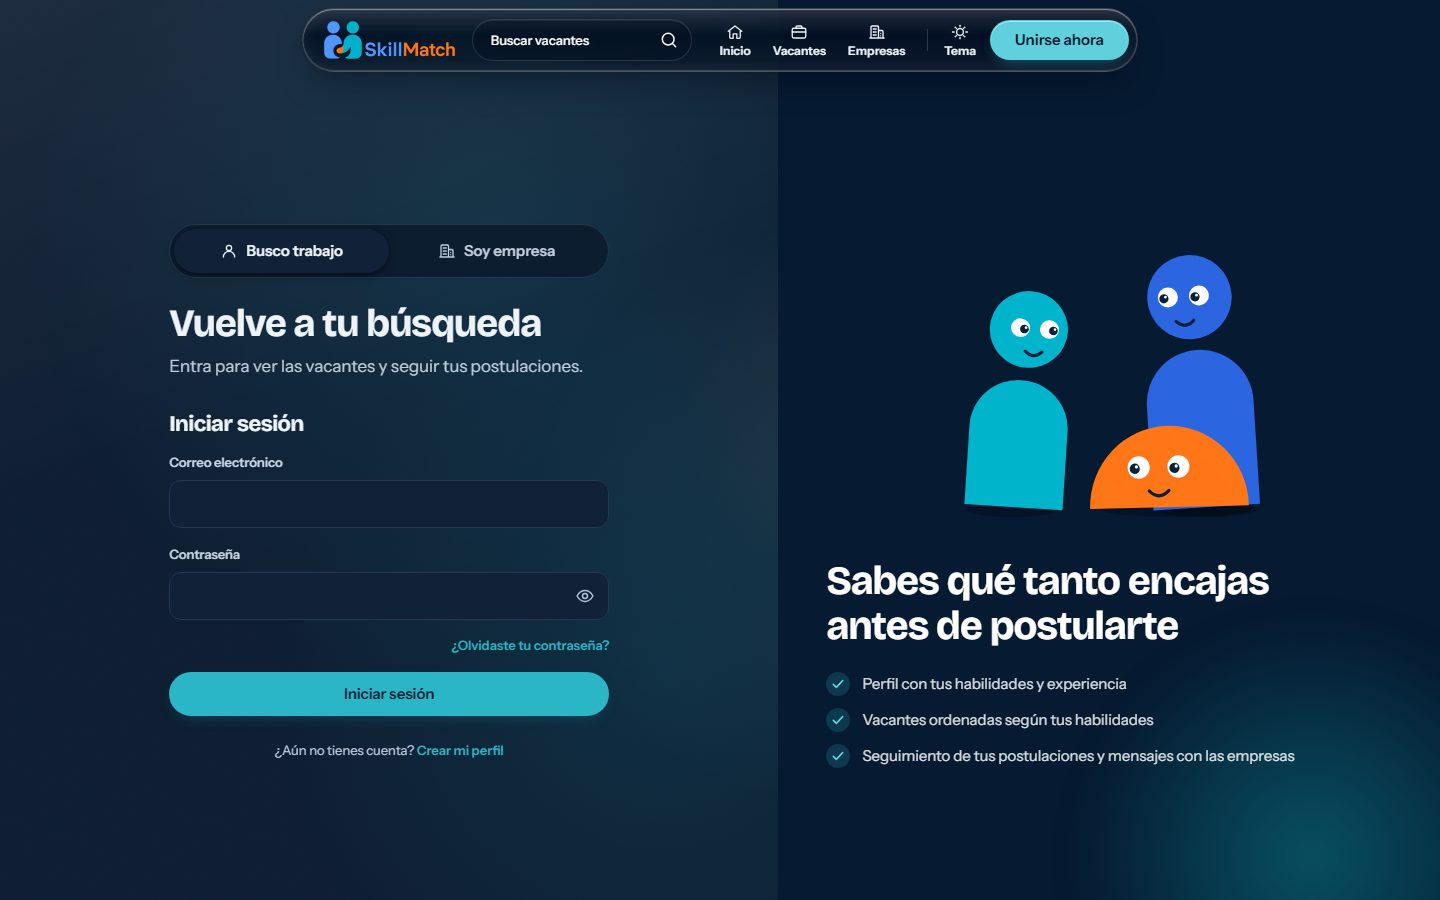 SkillMatch
Buscar vacantes
Inicio
Vacantes
Empresas
Tema
Unirse ahora
Busco trabajo
Soy empresa
Vuelve a tu búsqueda
Entra para ver las vacantes y seguir tus postulaciones.
Iniciar sesión
Correo electrónico
Contraseña
¿Olvidaste tu contraseña?
Iniciar sesión
¿Aún no tienes cuenta? Crear mi perfil
Sabes qué tanto encajas
antes de postularte
Perfil con tus habilidades y experiencia
Vacantes ordenadas según tus habilidades
Seguimiento de tus postulaciones y mensajes con las empresas